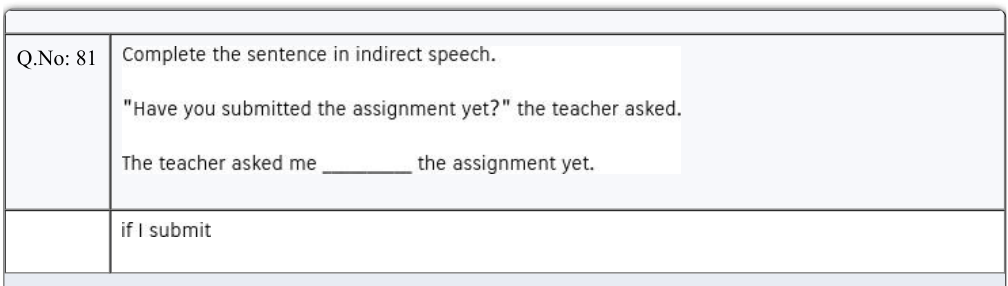 Q.No: 81
Complete the sentence in indirect speech.
"Have you submitted the assignment yet?" the teacher asked.
The teacher asked me _________ the assignment yet.
if I submit